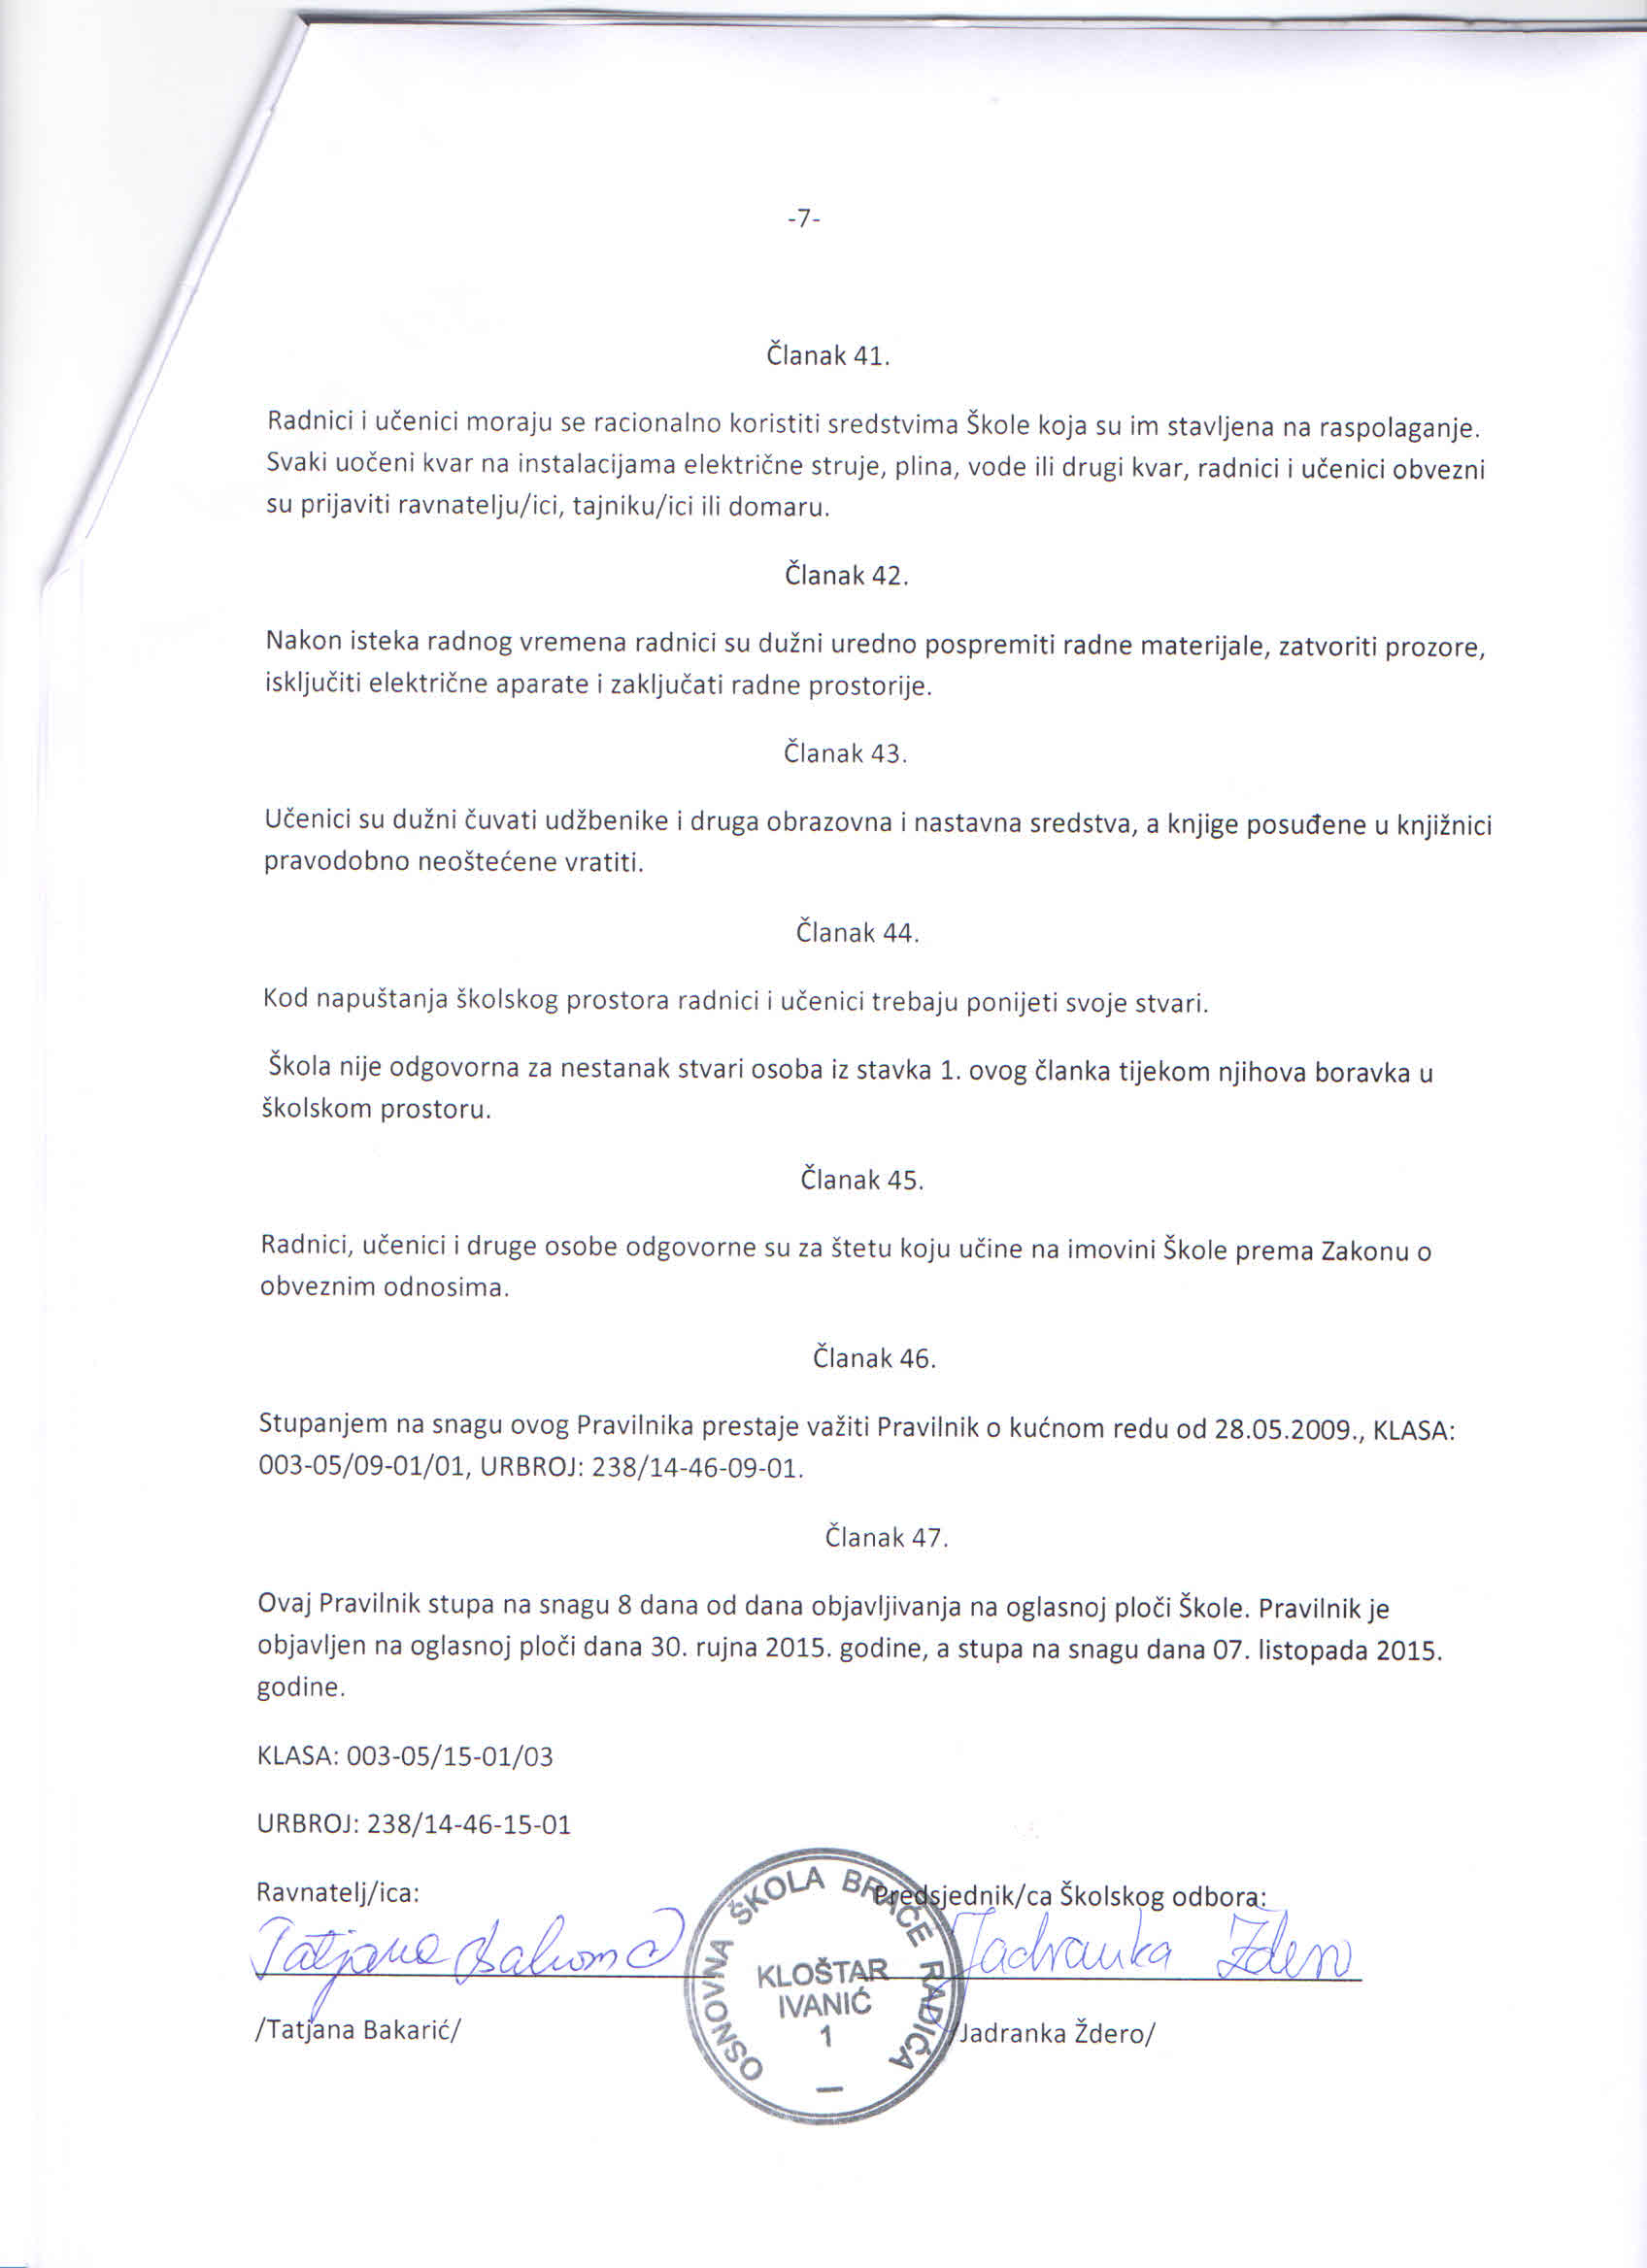 -7-
Članak 41.
Radnici i učenici moraju se racionalno koristiti sredstvima Škole koja su im stavljena na raspolaganje.
Svaki uočeni kvar na instalacijama električne struje, plina, vode ili drugi kvar, radnici i učenici obvezni
su prijaviti ravnatelju/ici, tajniku/ici ili domaru.
Članak 42.
Nakon isteka radnog vremena radnici su dužni uredno pospremiti radne materijale, zatvoriti prozore,
isključiti električne aparate i zaključati radne prostorije.
Članak 43.
Učenici su dužni čuvati udžbenike i druga obrazovna i nastavna sredstva, a knjige posuđene u knjižnici
pravodobno neoštećene vratiti.
Članak 44.
Kod napuštanja školskog prostora radnici i učenici trebaju ponijeti svoje stvari.
Škola nije odgovorna za nestanak stvari osoba iz stavka 1. ovog članka tijekom njihova boravka u
školskom prostoru.
Članak 45.
Radnici, učenici i druge osobe odgovorne su za štetu koju učine na imovini Škole prema Zakonu o
obveznim odnosima.
Članak 46.
Stupanjem na snagu ovog Pravilnika prestaje važiti Pravilnik o kućnom redu od 28.05.2009., KLASA:
003-05/09-01/01, URBROJ: 238/14-46-09-01.
Članak 47.
Ovaj Pravilnik stupa na snagu 8 dana od dana objavljivanja na oglasnoj ploči Škole. Pravilnik je
objavljen na oglasnoj ploči dana 30. rujna 2015. godine, a stupa na snagu dana 07. listopada 2015.
godine.
KLASA: 003-05/15-01/03
URBROJ: 238/14-46-15-01
Ravnatelj/ica: Predsjednik/ca Školskog odbora:
Tatjana Bakarić Jadranka Ždero
/Tatjana Bakarić/ /Jadranka Ždero/
OSNOVNA ŠKOLA BRAĆE RADIĆA
KLOŠTAR
IVANIĆ
1